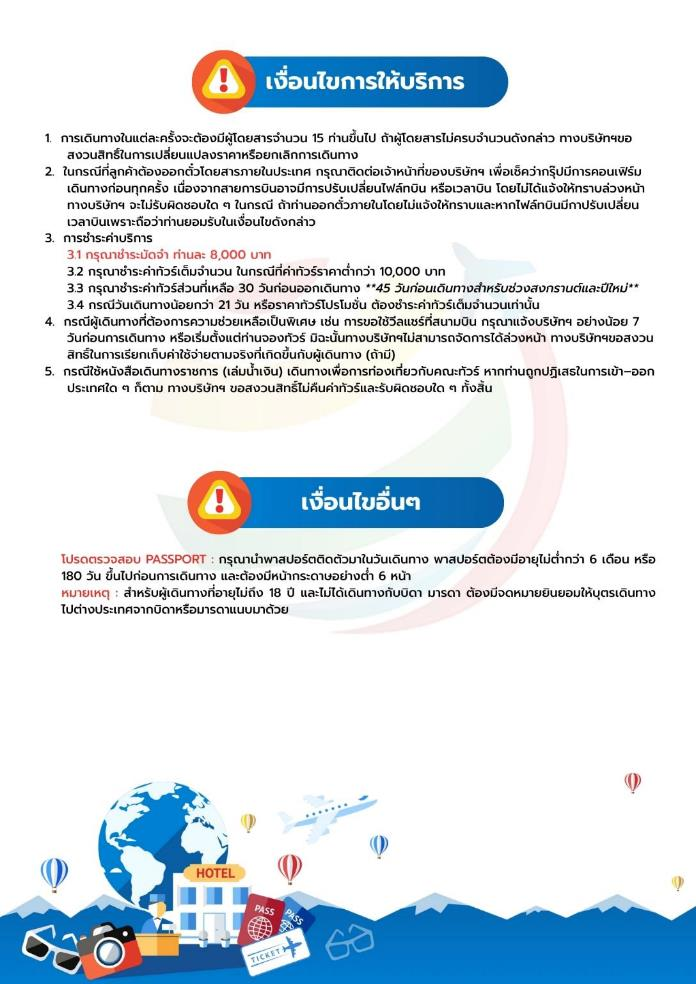 เงื่อนไขการให้บริการ
1. การเดินทางในแต่ละครั้งจะต้องมีผู้โดยสารจำนวน 15 ท่านขึ้นไป ถ้าผู้โดยสารไม่ครบจำนวนดังกล่าว ทางบริษัทฯขอ
สงวนสิทธิ์ในการเปลี่ยนแปลงราคาหรือยกเลิกการเดินทาง
2. ในกรณีที่ลูกค้าต้องออกตั๋วโดยสารภายในประเทศ กรุณาติดต่อเจ้าหน้าที่ของบริษัทฯ เพื่อเช็คว่ากรุ๊ปมีการคอนเฟิร์ม
เดินทางก่อนทุกครั้ง เนื่องจากสายการบินอาจมีการปรับเปลี่ยนไฟล์ทบิน หรือเวลาบิน โดยไม่ได้แจ้งให้ทราบล่วงหน้า
ทางบริษัทฯ จะไม่รับผิดชอบใด ๆ ในกรณี ถ้าท่านออกตั๋วภายในโดยไม่แจ้งให้ทราบและหากไฟล์ทบินมีกาปรับเปลี่ยน
เวลาบินเพราะถือว่าท่านยอมรับในเงื่อนไขดังกล่าว
3. การชำระค่าบริการ
3.1 กรุณาชำระมัดจำ ท่านละ 8,000 บาท
3.2 กรุณาชำระค่าทัวร์เต็มจำนวน ในกรณีที่ค่าทัวร์ราคาต่ำกว่า 10,000 บาท
3.3 กรุณาชำระค่าทัวร์ส่วนที่เหลือ 30 วันก่อนออกเดินทาง **45 วันก่อนเดินทางสำหรับช่วงสงกรานต์และปีใหม่**
3.4 กรณีวันเดินทางน้อยกว่า 21 วัน หรือราคาทัวร์โปรโมชั่น ต้องชำระค่าทัวร์เต็มจำนวนเท่านั้น
4. กรณีผู้เดินทางที่ต้องการความช่วยเหลือเป็นพิเศษ เช่น การขอใช้วีลแชร์ที่สนามบิน กรุณาแจ้งบริษัทฯ อย่างน้อย 7
วันก่อนการเดินทาง หรือเริ่มตั้งแต่ท่านจองทัวร์ มิฉะนั้นทางบริษัทฯไม่สามารถจัดการได้ล่วงหน้า ทางบริษัทฯขอสงวน
สิทธิ์ในการเรียกเก็บค่าใช้จ่ายตามจริงที่เกิดขึ้นกับผู้เดินทาง (ถ้ามี)
5. กรณีใช้หนังสือเดินทางราชการ (เล่มน้ำเงิน) เดินทางเพื่อการท่องเที่ยวกับคณะทัวร์ หากท่านถูกปฏิเสธในการเข้า–ออก
ประเทศใด ๆ ก็ตาม ทางบริษัทฯ ขอสงวนสิทธิ์ไม่คืนค่าทัวร์และรับผิดชอบใด ๆ ทั้งสิ้น
เงื่อนไขอื่นๆ
โปรดตรวจสอบ PASSPORT : กรุณานำพาสปอร์ตติดตัวมาในวันเดินทาง พาสปอร์ตต้องมีอายุไม่ต่ำกว่า 6 เดือน หรือ
180 วัน ขึ้นไปก่อนการเดินทาง และต้องมีหน้ากระดาษอย่างต่ำ 6 หน้า
หมายเหตุ : สำหรับผู้เดินทางที่อายุไม่ถึง 18 ปี และไม่ได้เดินทางกับบิดา มารดา ต้องมีจดหมายยินยอมให้บุตรเดินทาง
ไปต่างประเทศจากบิดาหรือมารดาแนบมาด้วย
HOTEL
PASS
PASS
TICKET